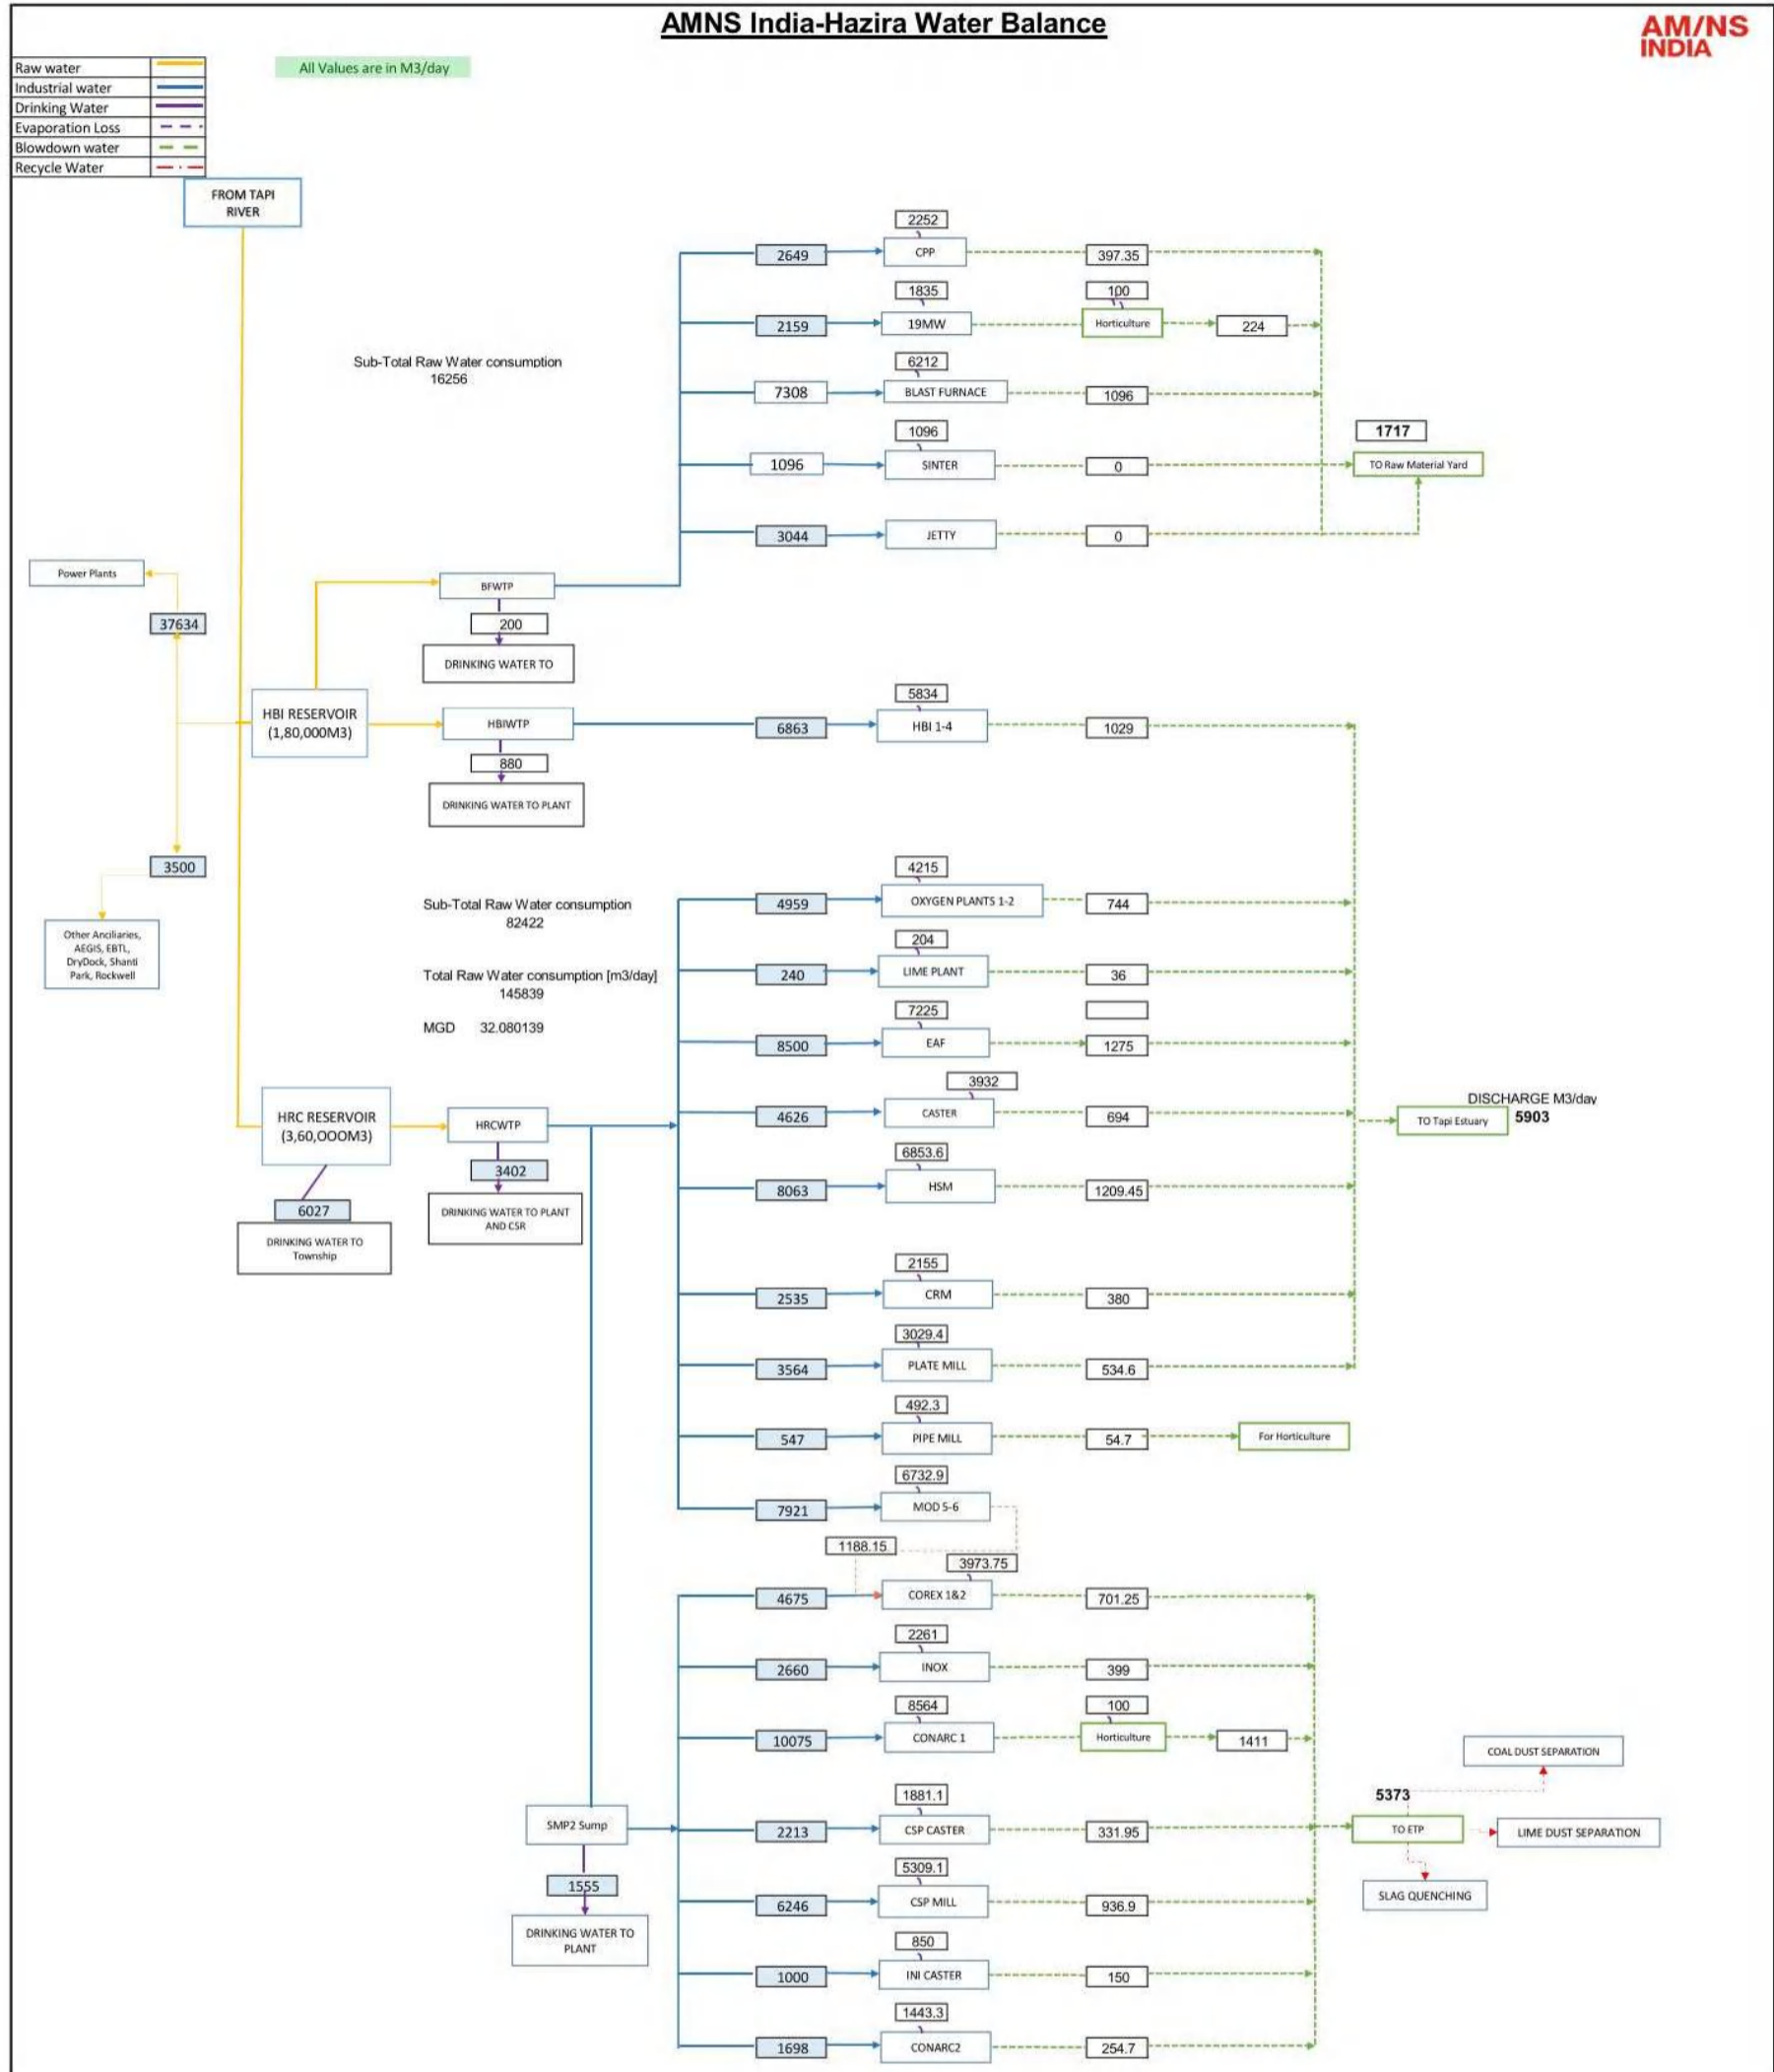 AMNS India-Hazira Water Balance
AM/NS
INDIA
Raw water
Industrial water
Drinking Water
Evaporation Loss
Blowdown water
Recycle Water
All Values are in M3/day
FROM TAPI
RIVER
2252
2649
CPP
397.35
1835
100
2159
19MW
Horticulture
224
Sub-Total Raw Water consumption
16256
6212
7308
BLAST FURNACE
1096
1096
1717
1096
SINTER
0
TO Raw Material Yard
3044
JETTY
0
Power Plants
BFWTP
37634
200
DRINKING WATER TO
HBI RESERVOIR
(1,80,000M3)
HBIWTP
5834
6863
HBI 1-4
1029
880
DRINKING WATER TO PLANT
3500
Other Anciliaries,
AEGIS, EBTL,
DryDock, Shanti
Park, Rockwell
Sub-Total Raw Water consumption
82422
Total Raw Water consumption [m3/day]
145839
MGD 32.080139
4215
4959
OXYGEN PLANTS 1-2
744
204
240
LIME PLANT
36
7225
8500
EAF
1275
3932
4626
CASTER
694
DISCHARGE M3/day
TO Tapi Estuary
5903
HRC RESERVOIR
(3,60,OOOM3)
HRCWTP
3402
DRINKING WATER TO PLANT
AND CSR
6027
DRINKING WATER TO
Township
6853.6
8063
HSM
1209.45
2155
2535
CRM
380
3029.4
3564
PLATE MILL
534.6
492.3
547
PIPE MILL
54.7
For Horticulture
6732.9
7921
MOD 5-6
1188.15
3973.75
4675
COREX 1&2
701.25
2261
2660
INOX
399
8564
100
10075
CONARC 1
Horticulture
1411
COAL DUST SEPARATION
1881.1
5373
SMP2 Sump
2213
CSP CASTER
331.95
TO ETP
LIME DUST SEPARATION
5309.1
1555
6246
CSP MILL
936.9
SLAG QUENCHING
DRINKING WATER TO
PLANT
850
1000
INI CASTER
150
1443.3
1698
CONARC2
254.7